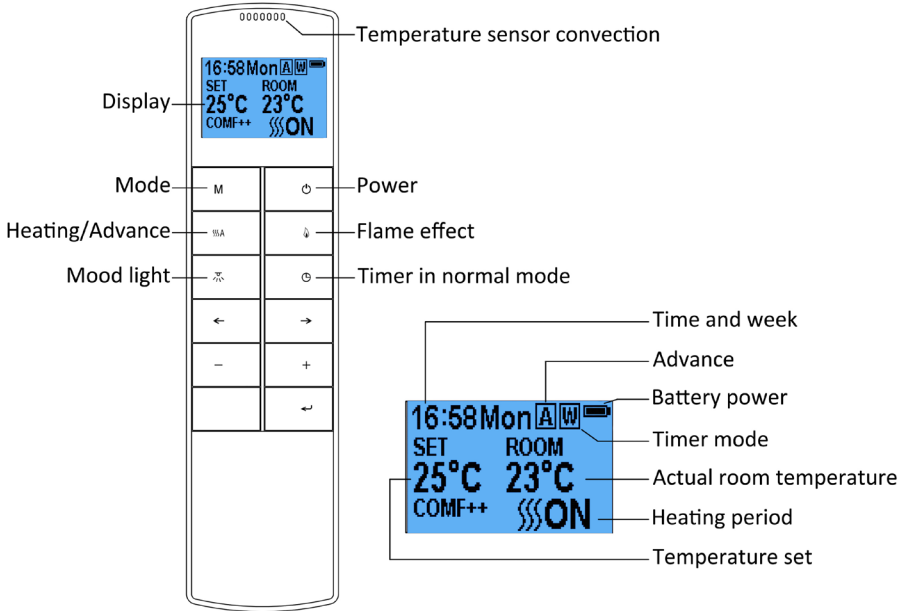 Temperature sensor convection
16:58Mon A W
SET ROOM
25°C 23°C
COMF++ ON
Display
Mode
M
Power
Heating/Advance
A
Flame effect
Mood light
Timer in normal mode
← →
− +
↵
Time and week
Advance
Battery power
16:58Mon A W
Timer mode
SET ROOM
25°C 23°C
Actual room temperature
COMF++ ON
Heating period
Temperature set